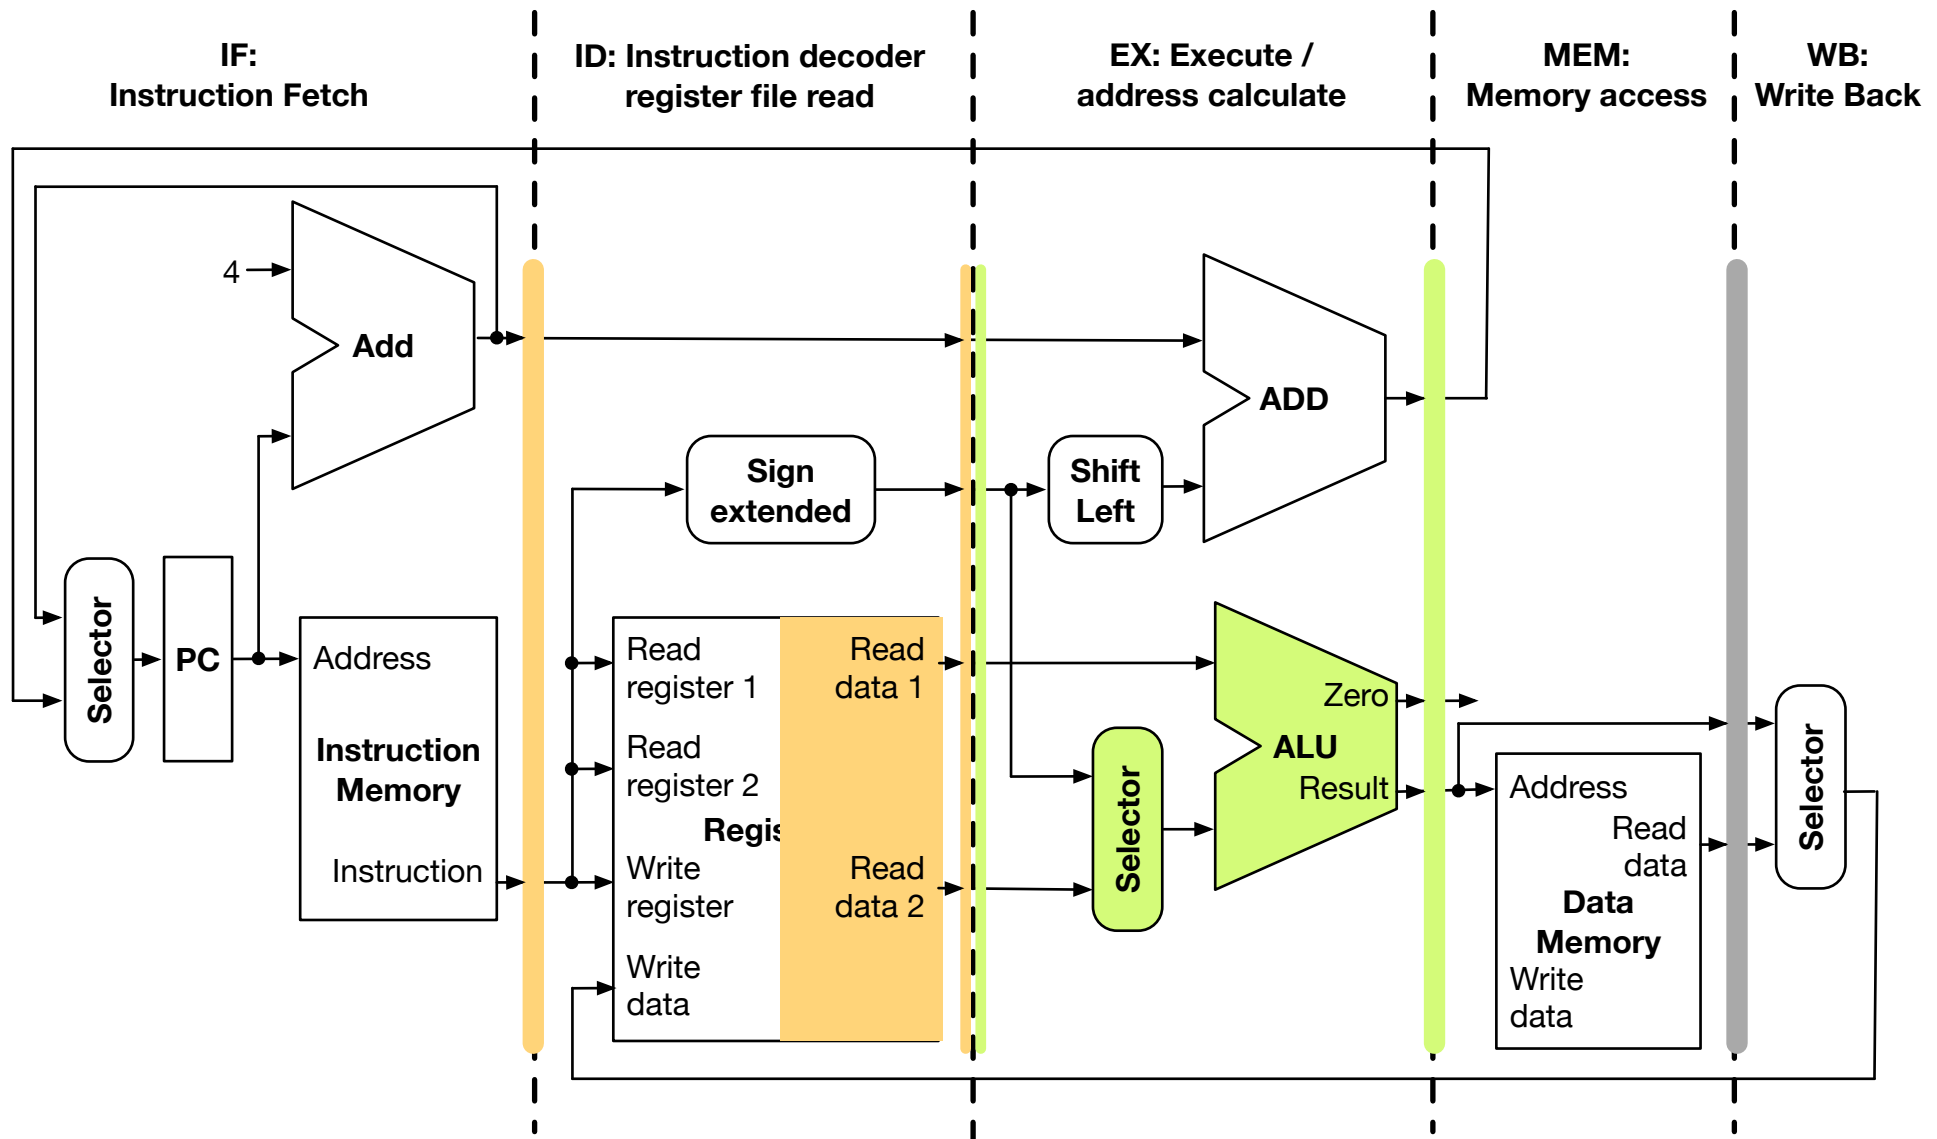 IF:
Instruction Fetch
ID: Instruction decoder
register file read
EX: Execute /
address calculate
MEM:
Memory access
WB:
Write Back
4
Add
ADD
Sign
extended
Shift
Left
Selector
PC
Address
Instruction
Memory
Instruction
Read
register 1
Read
data 1
Read
register 2
Regis
Write
register
Read
data 2
Write
data
Selector
Zero
ALU
Result
Address
Read
data
Data
Memory
Write
data
Selector